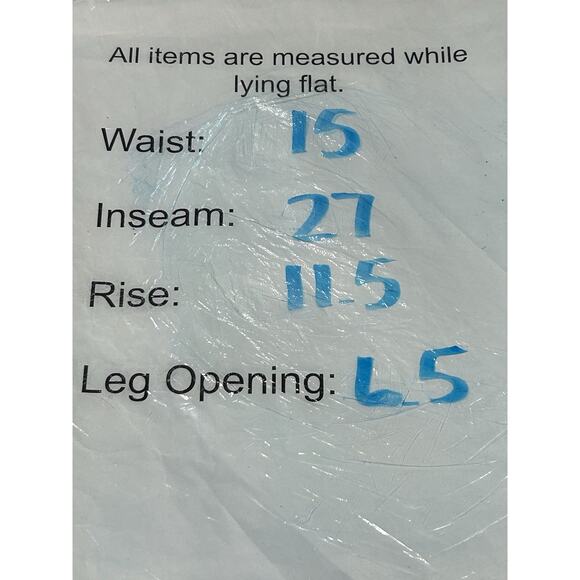 All items are measured while
lying flat.
Waist: 15
Inseam: 27
Rise: 11.5
Leg Opening: 6.5